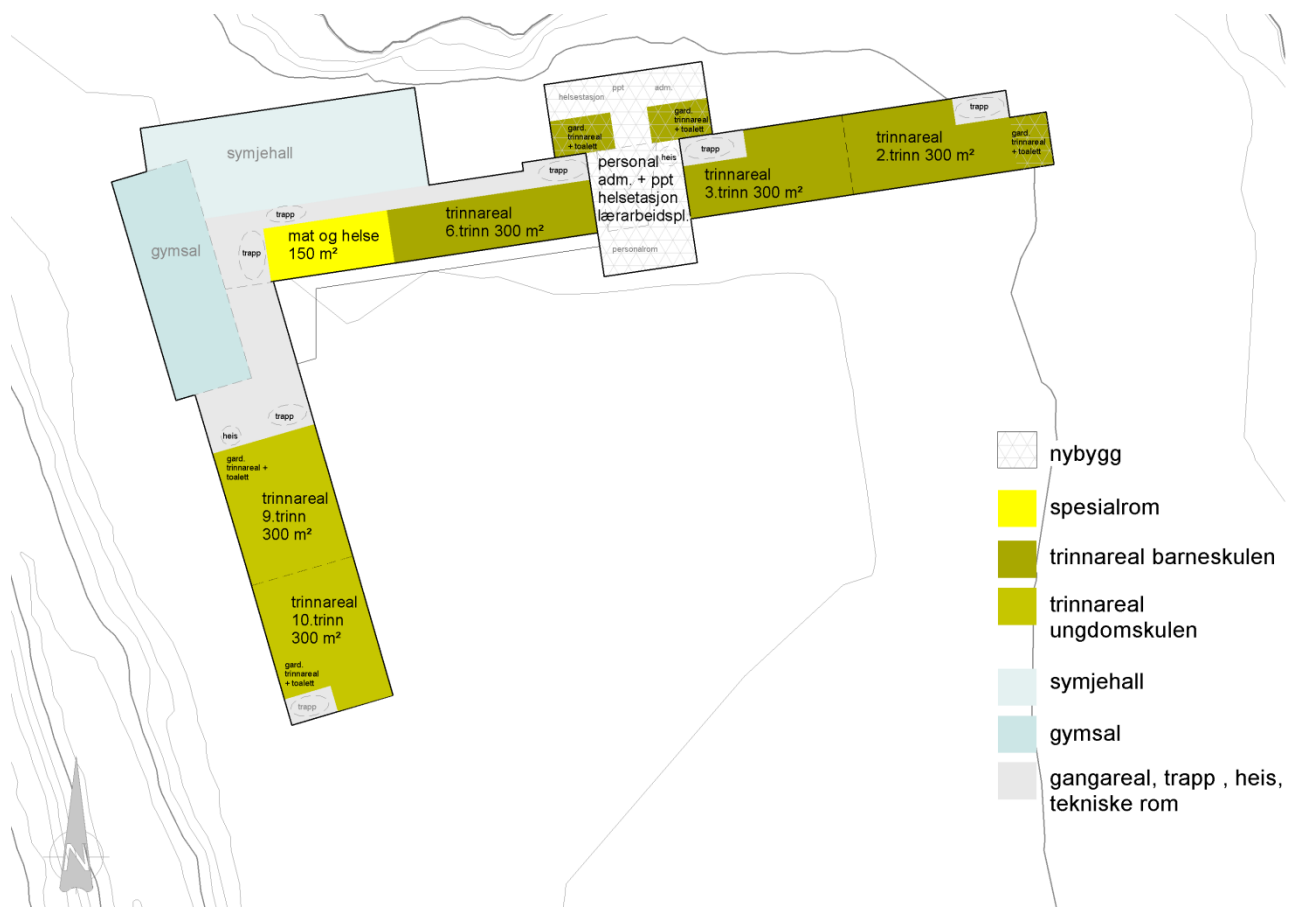 helsestasjon
ppt
adm.
gard.
trinnareal
+ toalett
gard.
trinnareal
+ toalett
trapp
symjehall
trapp
personal
adm. + ppt
helsetasjon
lærarbeidspl.
heis
trapp
trinnareal
3.trinn 300 m²
trinnareal
2.trinn 300 m²
gard.
trinnareal
+ toalett
trapp
trinnareal
6.trinn 300 m²
mat og helse
150 m²
trapp
gymsal
personalrom
trapp
heis
gard.
trinnareal +
toalett
trinnareal
9.trinn
300 m²
trinnareal
10.trinn
300 m²
gard.
trinnareal
+ toalett
trapp
nybygg
spesialrom
trinnareal barneskulen
trinnareal
ungdomskulen
symjehall
gymsal
gangareal, trapp , heis,
tekniske rom
N